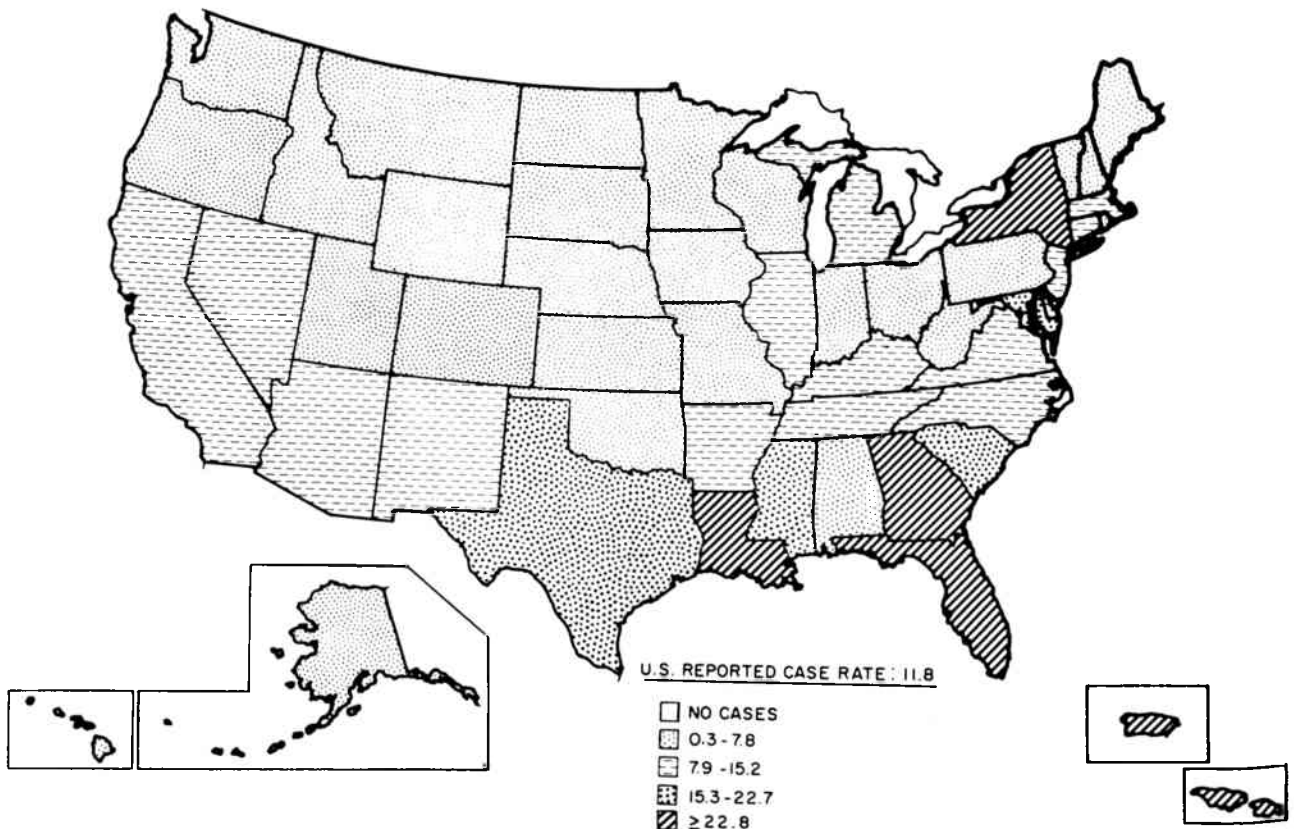 U.S. REPORTED CASE RATE: 11.8
NO CASES
0.3-7.8
7.9-15.2
15.3-22.7
≥22.8